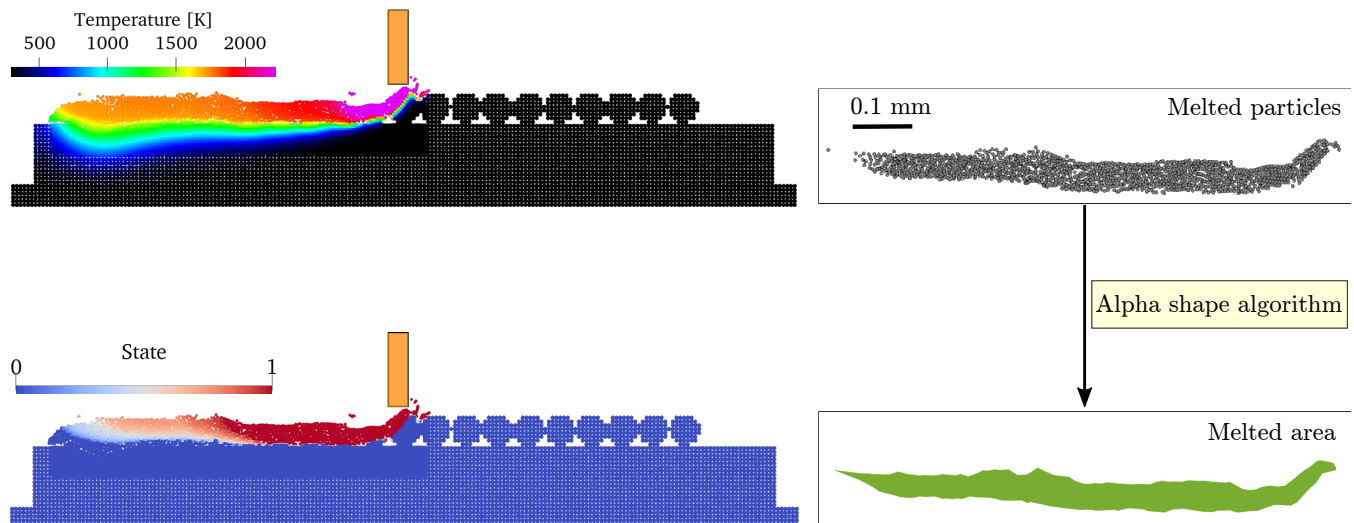 Temperature [K]
500 1000 1500 2000
0.1 mm
Melted particles
Alpha shape algorithm
State
0 1
Melted area